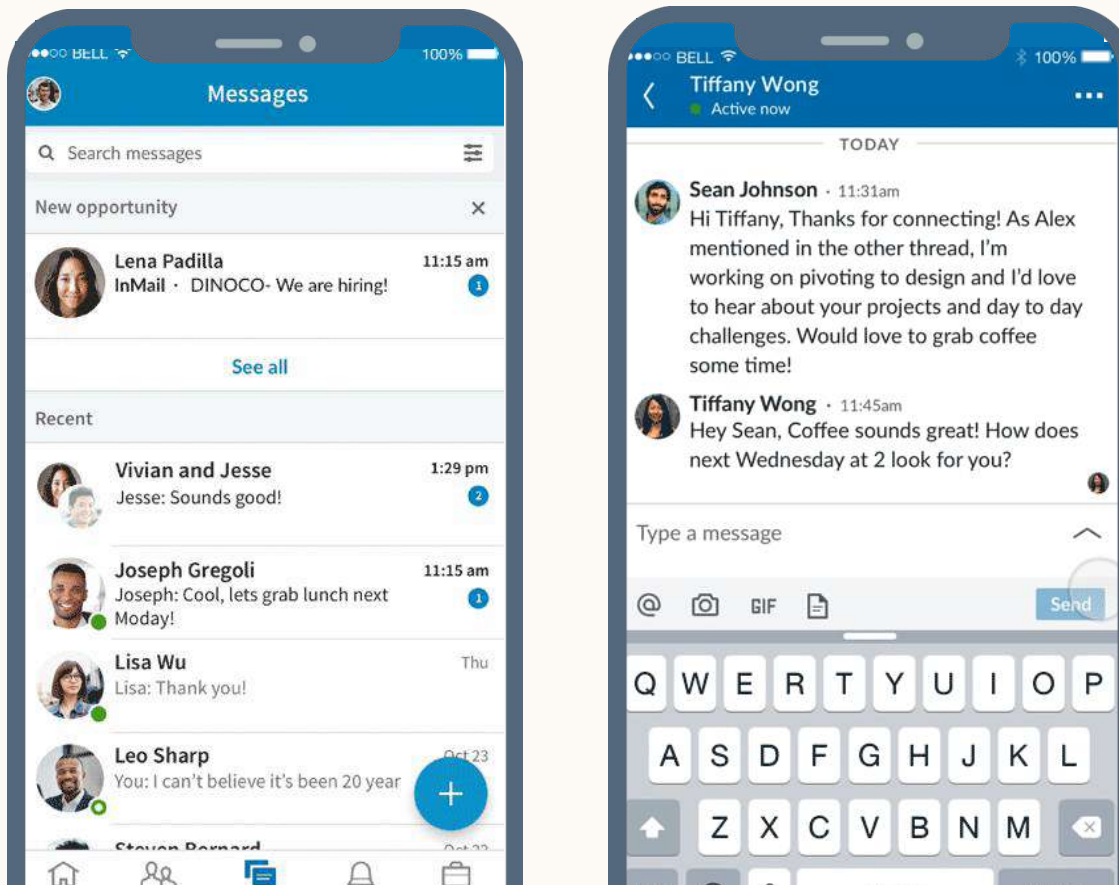 BELL 100%
Messages
Search messages
New opportunity
Lena Padilla 11:15 am
InMail · DINOCO- We are hiring! 1
See all
Recent
Vivian and Jesse 1:29 pm
Jesse: Sounds good! 2
Joseph Gregoli 11:15 am
Joseph: Cool, lets grab lunch next 1
Moday!
Lisa Wu Thu
Lisa: Thank you!
Leo Sharp Oct 23
You: I can't believe it's been 20 year
Steven Bernard Oct 22
BELL 100%
Tiffany Wong
Active now
TODAY
Sean Johnson · 11:31am
Hi Tiffany, Thanks for connecting! As Alex
mentioned in the other thread, I'm
working on pivoting to design and I'd love
to hear about your projects and day to day
challenges. Would love to grab coffee
some time!
Tiffany Wong · 11:45am
Hey Sean, Coffee sounds great! How does
next Wednesday at 2 look for you?
Type a message
@ GIF Send
Q W E R T Y U I O P
A S D F G H J K L
Z X C V B N M